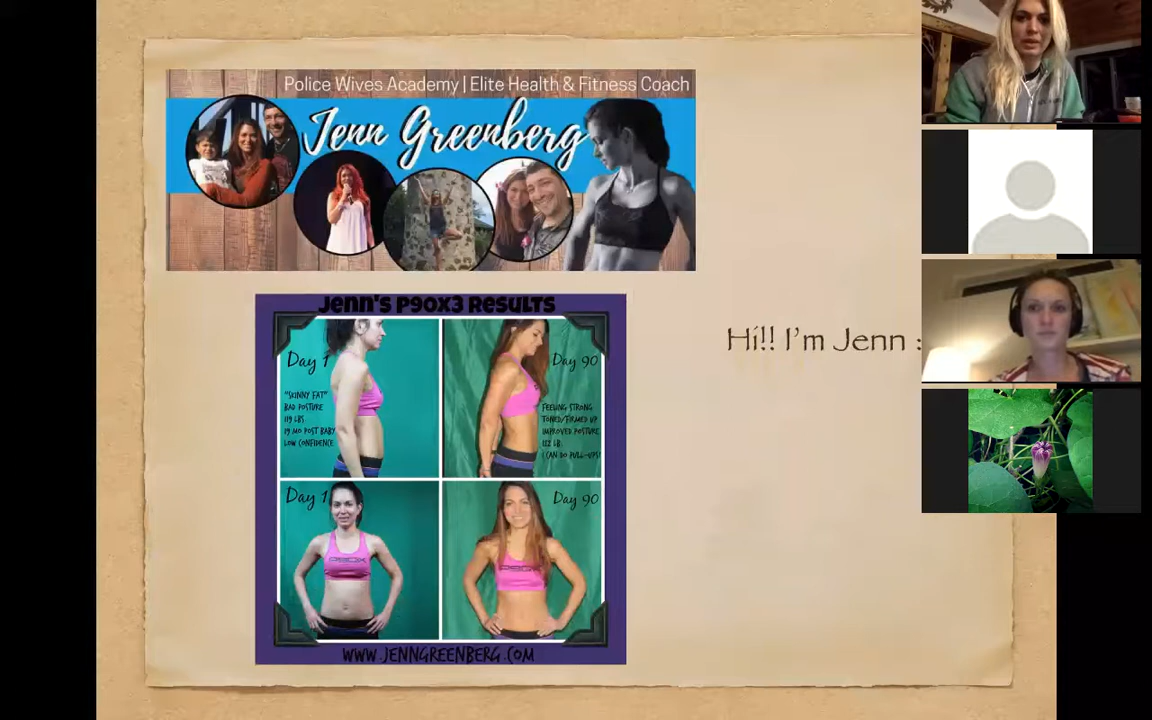 Police Wives Academy | Elite Health & Fitness Coach
Jenn Greenberg
Jenn's P90X3 Results
Day 1
"SKINNY FAT"
BAD POSTURE
119 LBS
19 MO POST BABY
LOW CONFIDENCE
Day 90
FEELING STRONG
TONED/FIRMED UP
IMPROVED POSTURE
122 LB
I CAN DO PULL-UPS!
Day 1
Day 90
P90X
WWW.JENNGREENBERG.COM
Hi!! I'm Jenn :